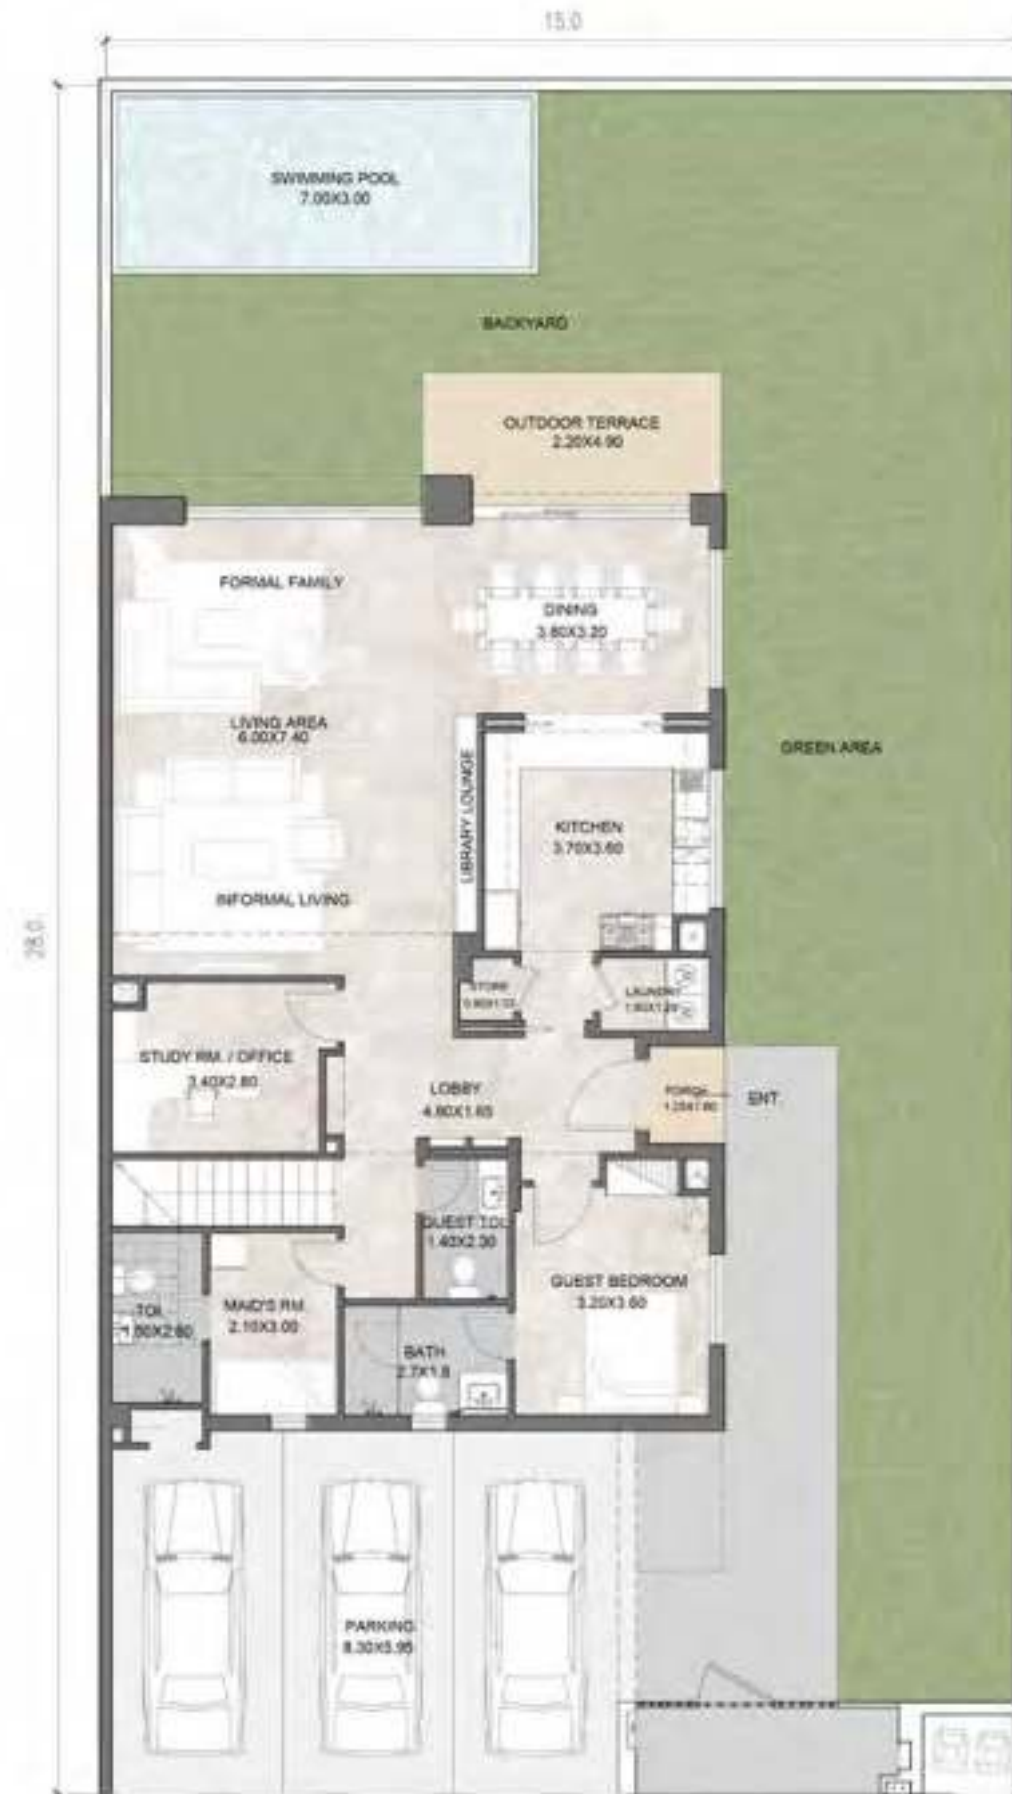 15.0
SWIMMING POOL
7.00X3.00
BACKYARD
OUTDOOR TERRACE
2.20X4.90
FORMAL FAMILY
DINING
3.80X3.20
LIVING AREA
6.00X7.40
GREEN AREA
LIBRARY LOUNGE
KITCHEN
3.70X3.60
INFORMAL LIVING
28.0
STORE
LAUNDRY
STUDY RM. / OFFICE
3.40X2.80
LOBBY
4.80X1.65
PORCH
ENT.
GUEST TOI.
1.40X2.30
GUEST BEDROOM
3.20X3.60
TOI.
MAID'S RM.
2.10X3.00
BATH
2.7X1.8
PARKING
8.30X5.95